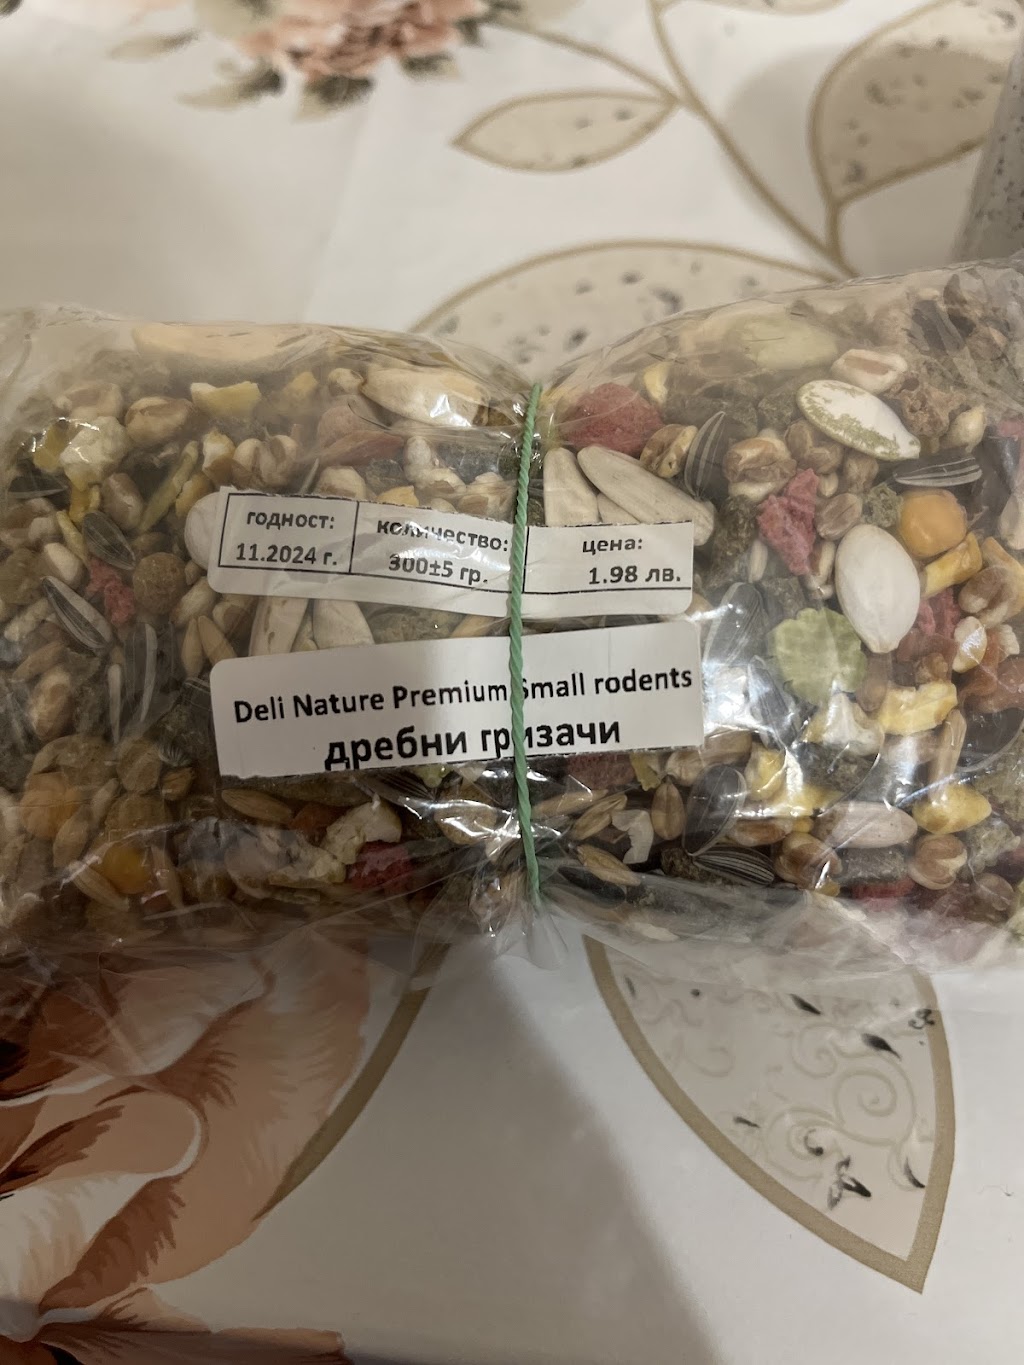 годност: количество: цена:
11.2024 г. 300±5 гр. 1.98 лв.
Deli Nature Premium Small rodents
дребни гризачи